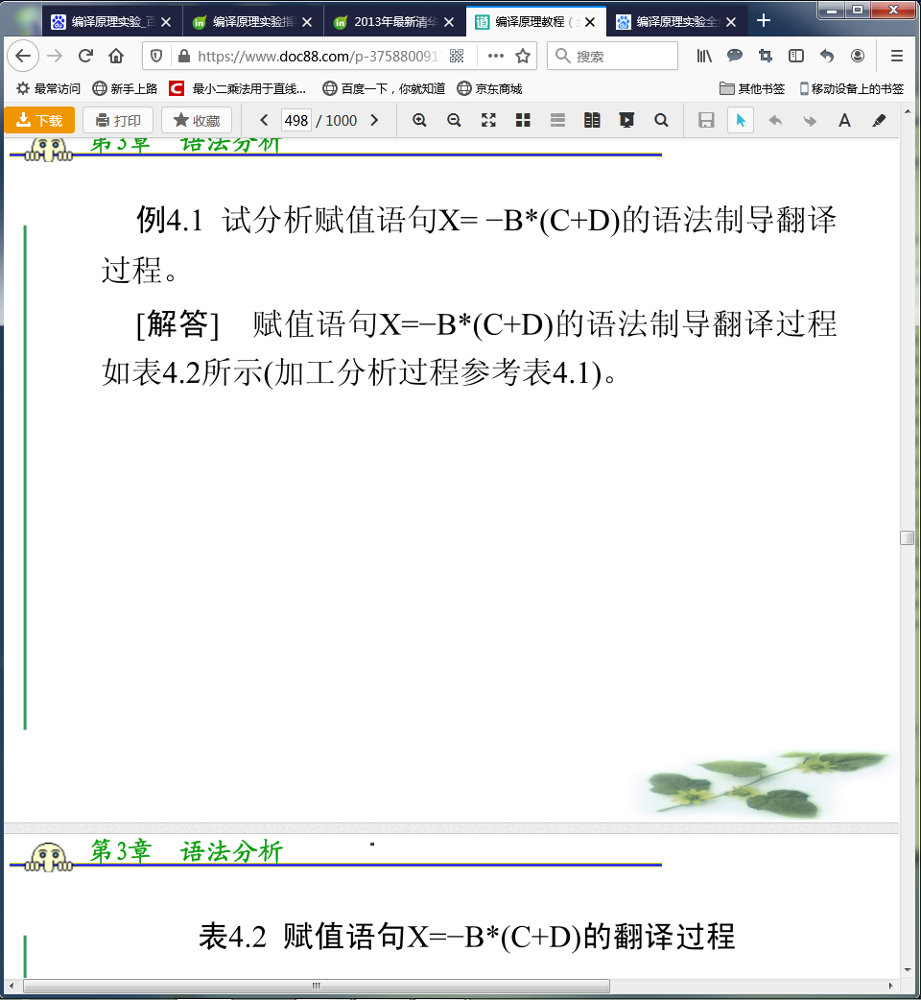 编译原理实验_百
编译原理实验指
2013年最新清华
编译原理教程（
编译原理实验全
https://www.doc88.com/p-37588009
搜索
最常访问 新手上路 最小二乘法用于直线... 百度一下，你就知道 京东商城 其他书签 移动设备上的书签
下载 打印 收藏 498 / 1000
第3章 语法分析
例4.1 试分析赋值语句X= −B*(C+D)的语法制导翻译
过程。
[解答] 赋值语句X=−B*(C+D)的语法制导翻译过程
如表4.2所示(加工分析过程参考表4.1)。
第3章 语法分析
表4.2 赋值语句X=−B*(C+D)的翻译过程